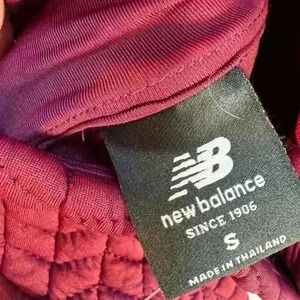 NB
new balance
SINCE 1906
S
MADE IN THAILAND